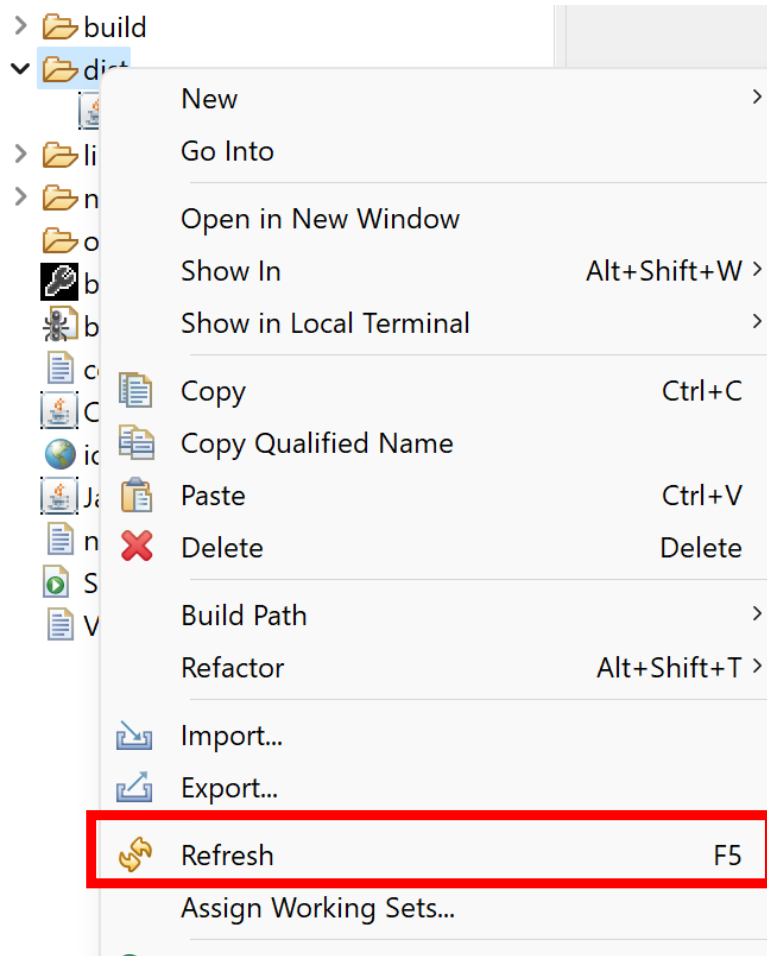 build
dist
New
Go Into
Open in New Window
Show In Alt+Shift+W
Show in Local Terminal
Copy Ctrl+C
Copy Qualified Name
Paste Ctrl+V
Delete Delete
Build Path
Refactor Alt+Shift+T
Import...
Export...
Refresh F5
Assign Working Sets...